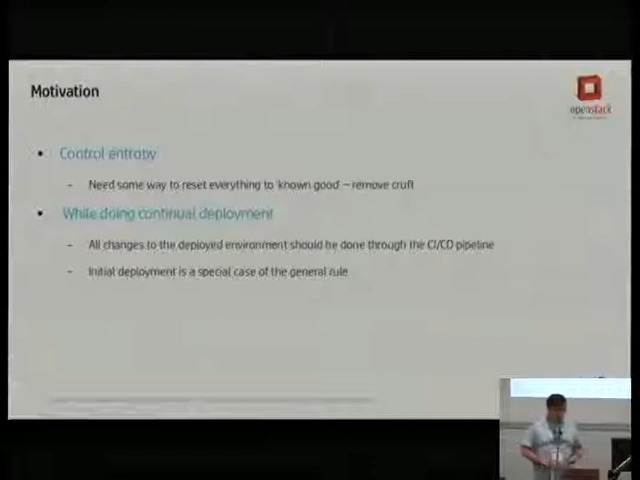 Motivation
openstack
• Control entropy
– Need some way to reset everything to 'known good' – remove cruft
• While doing continual deployment
– All changes to the deployed environment should be done through the CI/CD pipeline
– Initial deployment is a special case of the general rule